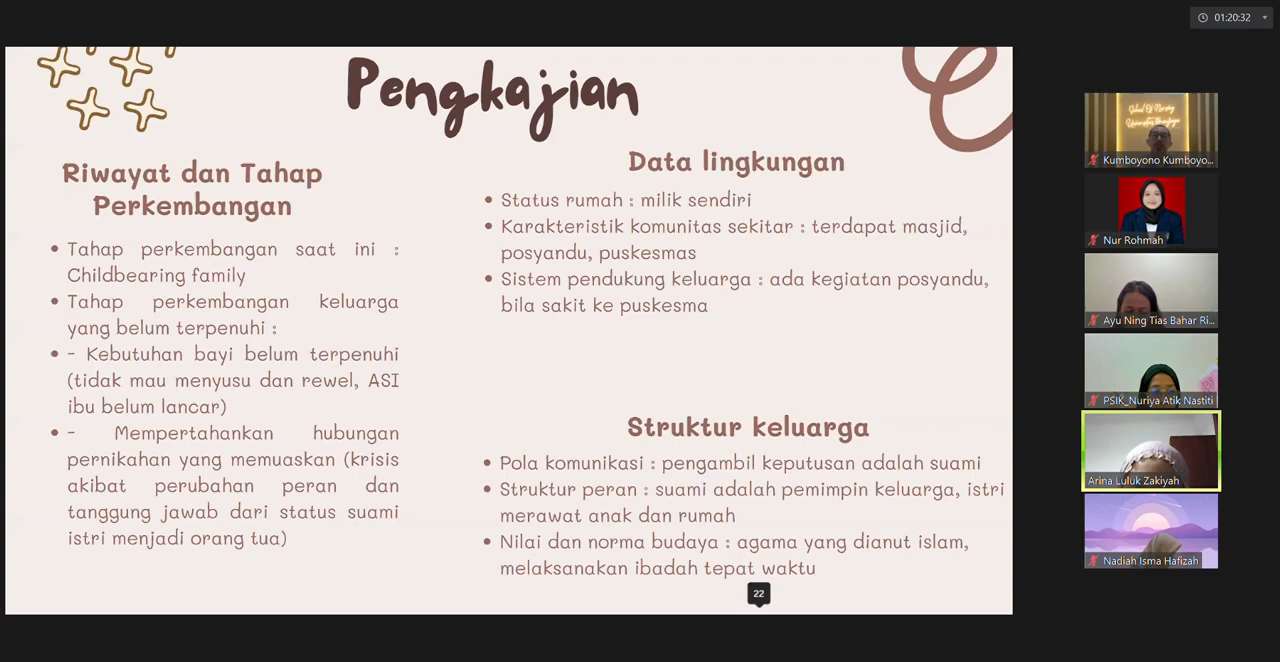 01:20:32
Pengkajian
Riwayat dan Tahap
Perkembangan
• Tahap perkembangan saat ini :
Childbearing family
• Tahap perkembangan keluarga
yang belum terpenuhi :
• - Kebutuhan bayi belum terpenuhi
(tidak mau menyusu dan rewel, ASI
ibu belum lancar)
• - Mempertahankan hubungan
pernikahan yang memuaskan (krisis
akibat perubahan peran dan
tanggung jawab dari status suami
istri menjadi orang tua)
Data lingkungan
• Status rumah : milik sendiri
• Karakteristik komunitas sekitar : terdapat masjid,
posyandu, puskesmas
• Sistem pendukung keluarga : ada kegiatan posyandu,
bila sakit ke puskesma
Struktur keluarga
• Pola komunikasi : pengambil keputusan adalah suami
• Struktur peran : suami adalah pemimpin keluarga, istri
merawat anak dan rumah
• Nilai dan norma budaya : agama yang dianut islam,
melaksanakan ibadah tepat waktu
22
School Of Nursing
Universitas Brawijaya
Kumboyono Kumboyo...
Nur Rohmah
Ayu Ning Tias Bahar Ri...
PSIK_Nuriya Atik Nastiti
Arina Luluk Zakiyah
Nadiah Isma Hafizah